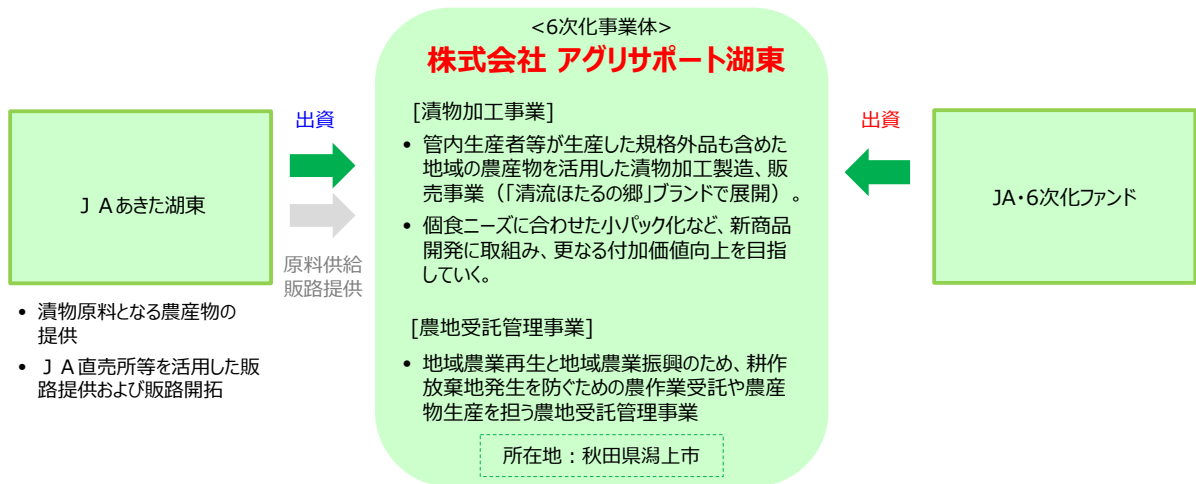 <6次化事業体>
株式会社 アグリサポート湖東
ＪＡあきた湖東
出資
原料供給
販路提供
• 漬物原料となる農産物の
提供
• ＪＡ直売所等を活用した販
路提供および販路開拓
[漬物加工事業]
• 管内生産者等が生産した規格外品も含めた
地域の農産物を活用した漬物加工製造、販
売事業（「清流ほたるの郷」ブランドで展開）。
• 個食ニーズに合わせた小パック化など、新商品
開発に取組み、更なる付加価値向上を目指
していく。
[農地受託管理事業]
• 地域農業再生と地域農業振興のため、耕作
放棄地発生を防ぐための農作業受託や農産
物生産を担う農地受託管理事業
所在地：秋田県潟上市
出資
JA・6次化ファンド